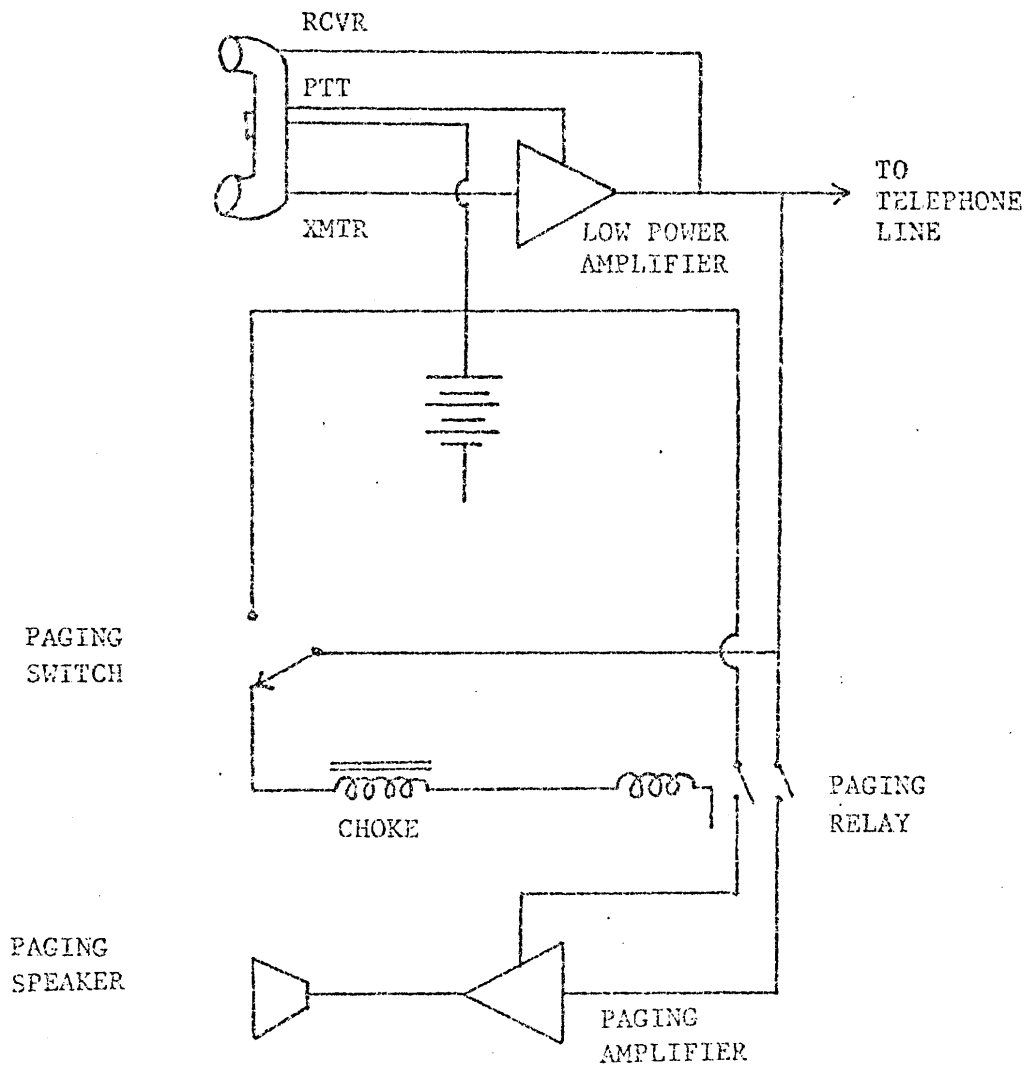 RCVR
PTT
XMTR
LOW POWER
AMPLIFIER
TO
TELEPHONE
LINE
PAGING
SWITCH
CHOKE
PAGING
RELAY
PAGING
SPEAKER
PAGING
AMPLIFIER